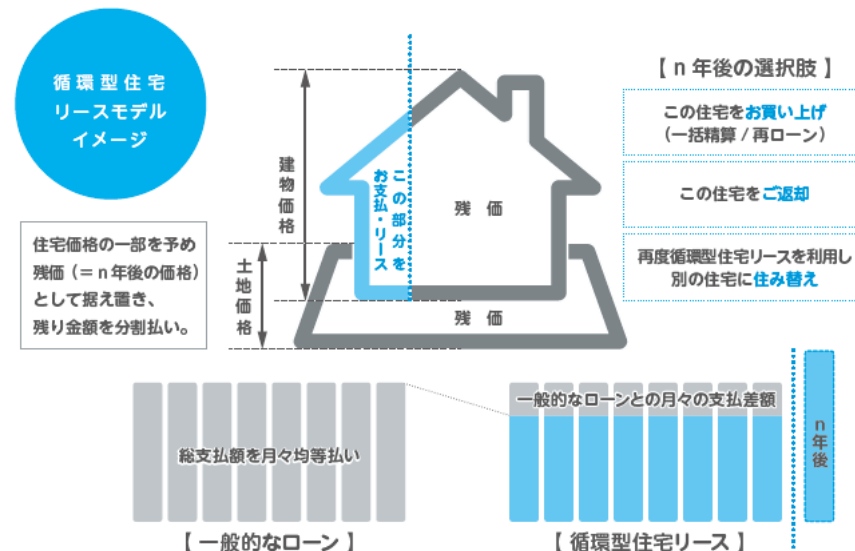 循環型住宅
リースモデル
イメージ
住宅価格の一部を予め
残価（＝n年後の価格）
として据え置き、
残り金額を分割払い。
建物価格
土地価格
この部分を
お支払・リース
残価
残価
【n年後の選択肢】
この住宅をお買い上げ
（一括精算 / 再ローン）
この住宅をご返却
再度循環型住宅リースを利用し
別の住宅に住み替え
総支払額を月々均等払い
【一般的なローン】
一般的なローンとの月々の支払差額
n年後
【循環型住宅リース】